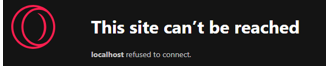 This site can’t be reached
localhost refused to connect.